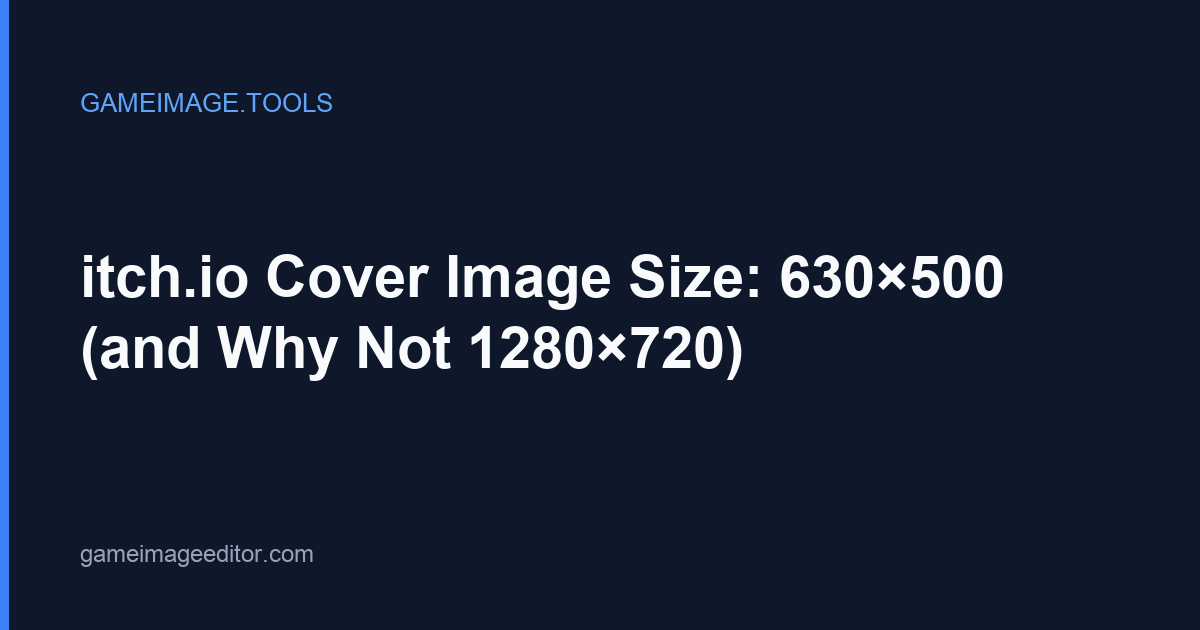 GAMEIMAGE.TOOLS
itch.io Cover Image Size: 630×500
(and Why Not 1280×720)
gameimageeditor.com